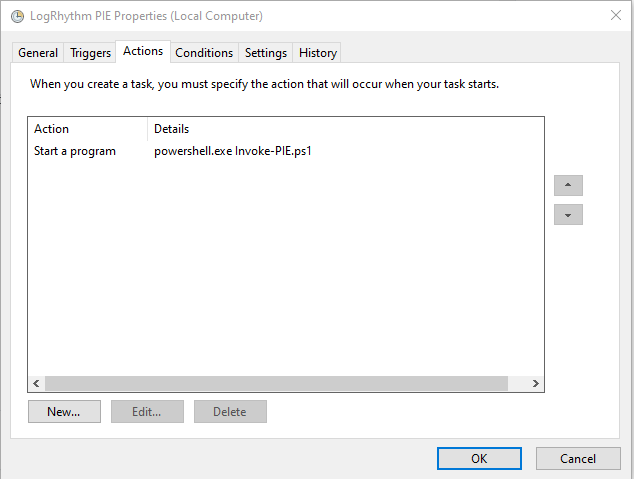 LogRhythm PIE Properties (Local Computer)
General Triggers Actions Conditions Settings History
When you create a task, you must specify the action that will occur when your task starts.
Action Details
Start a program powershell.exe Invoke-PIE.ps1
New... Edit... Delete
OK Cancel